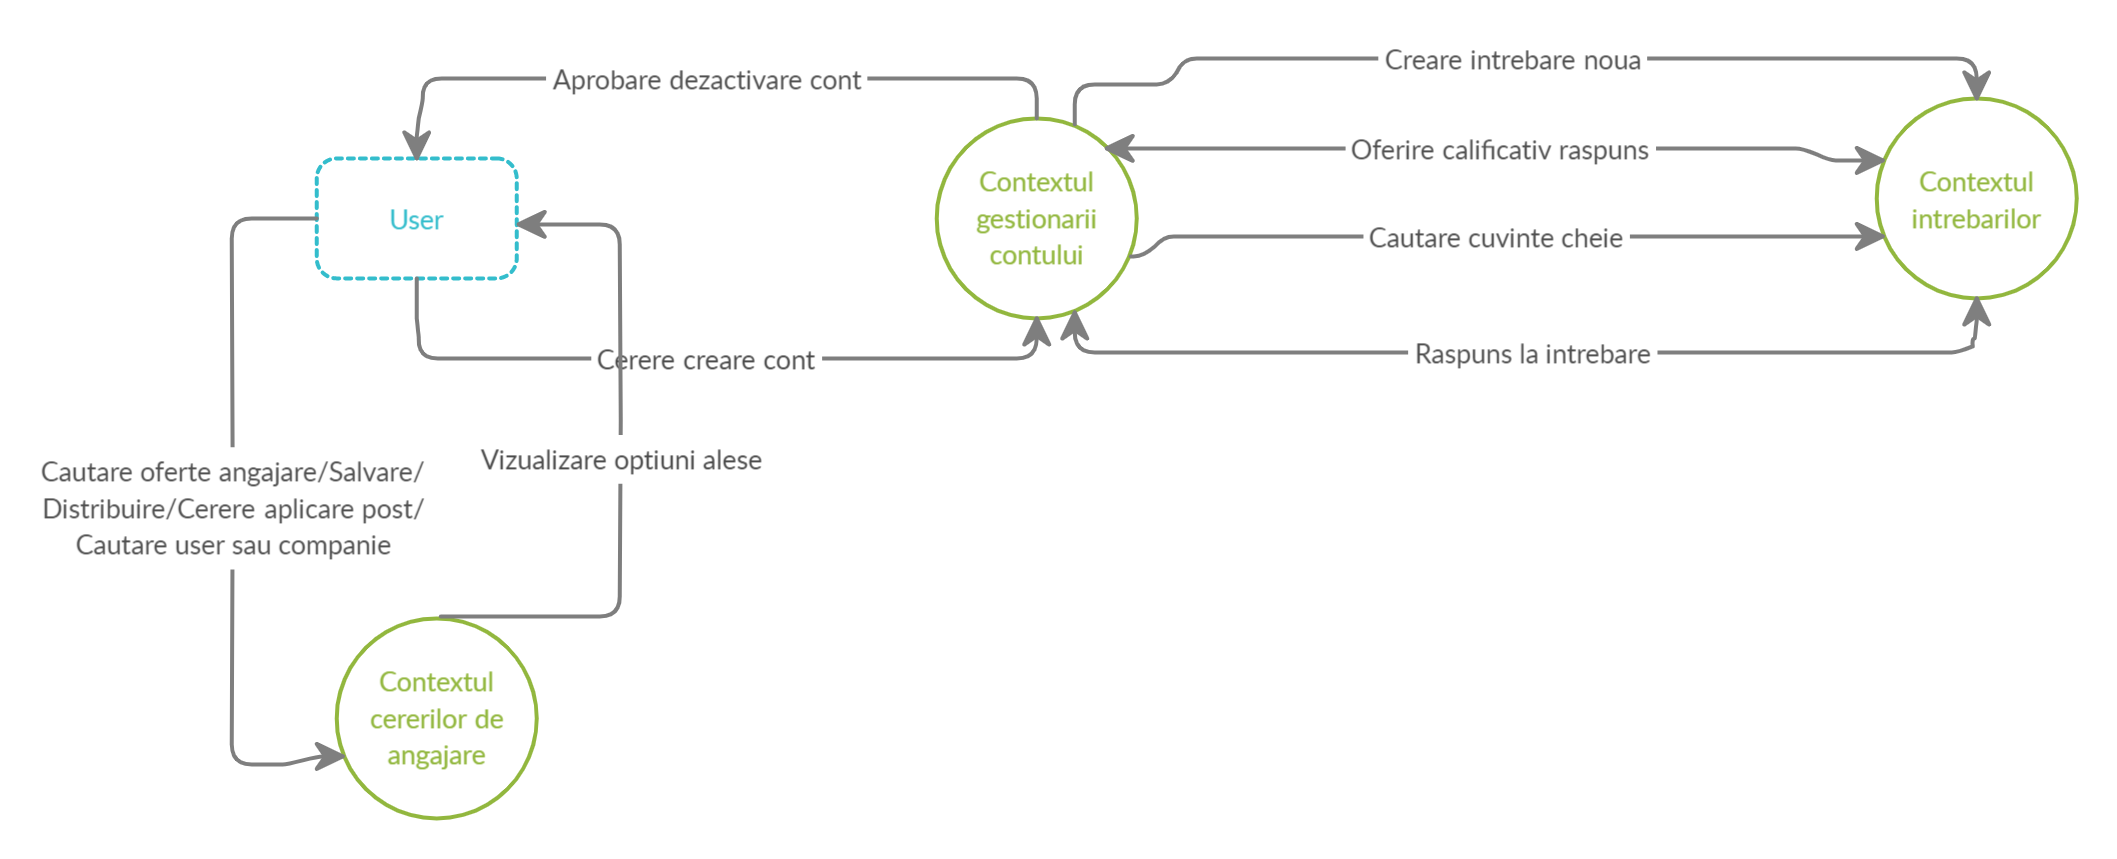 Creare intrebare noua
Aprobare dezactivare cont
Oferire calificativ raspuns
User
Contextul
gestionarii
contului
Contextul
intrebarilor
Cautare cuvinte cheie
Raspuns la intrebare
Cerere creare cont
Cautare oferte angajare/Salvare/
Distribuire/Cerere aplicare post/
Cautare user sau companie
Vizualizare optiuni alese
Contextul
cererilor de
angajare